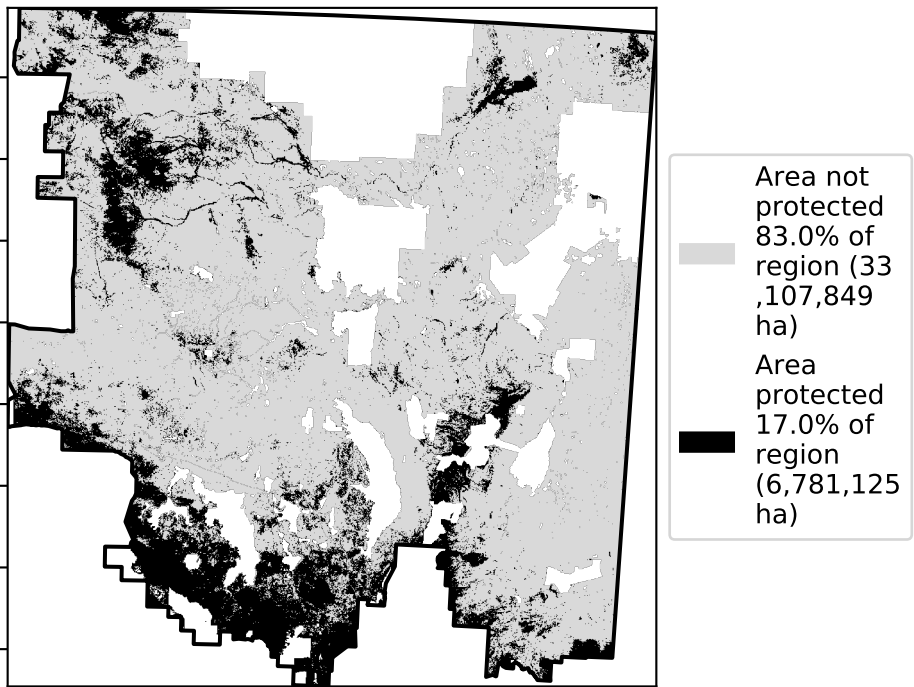 Area not
protected
83.0% of
region (33
,107,849
ha)
Area
protected
17.0% of
region
(6,781,125
ha)